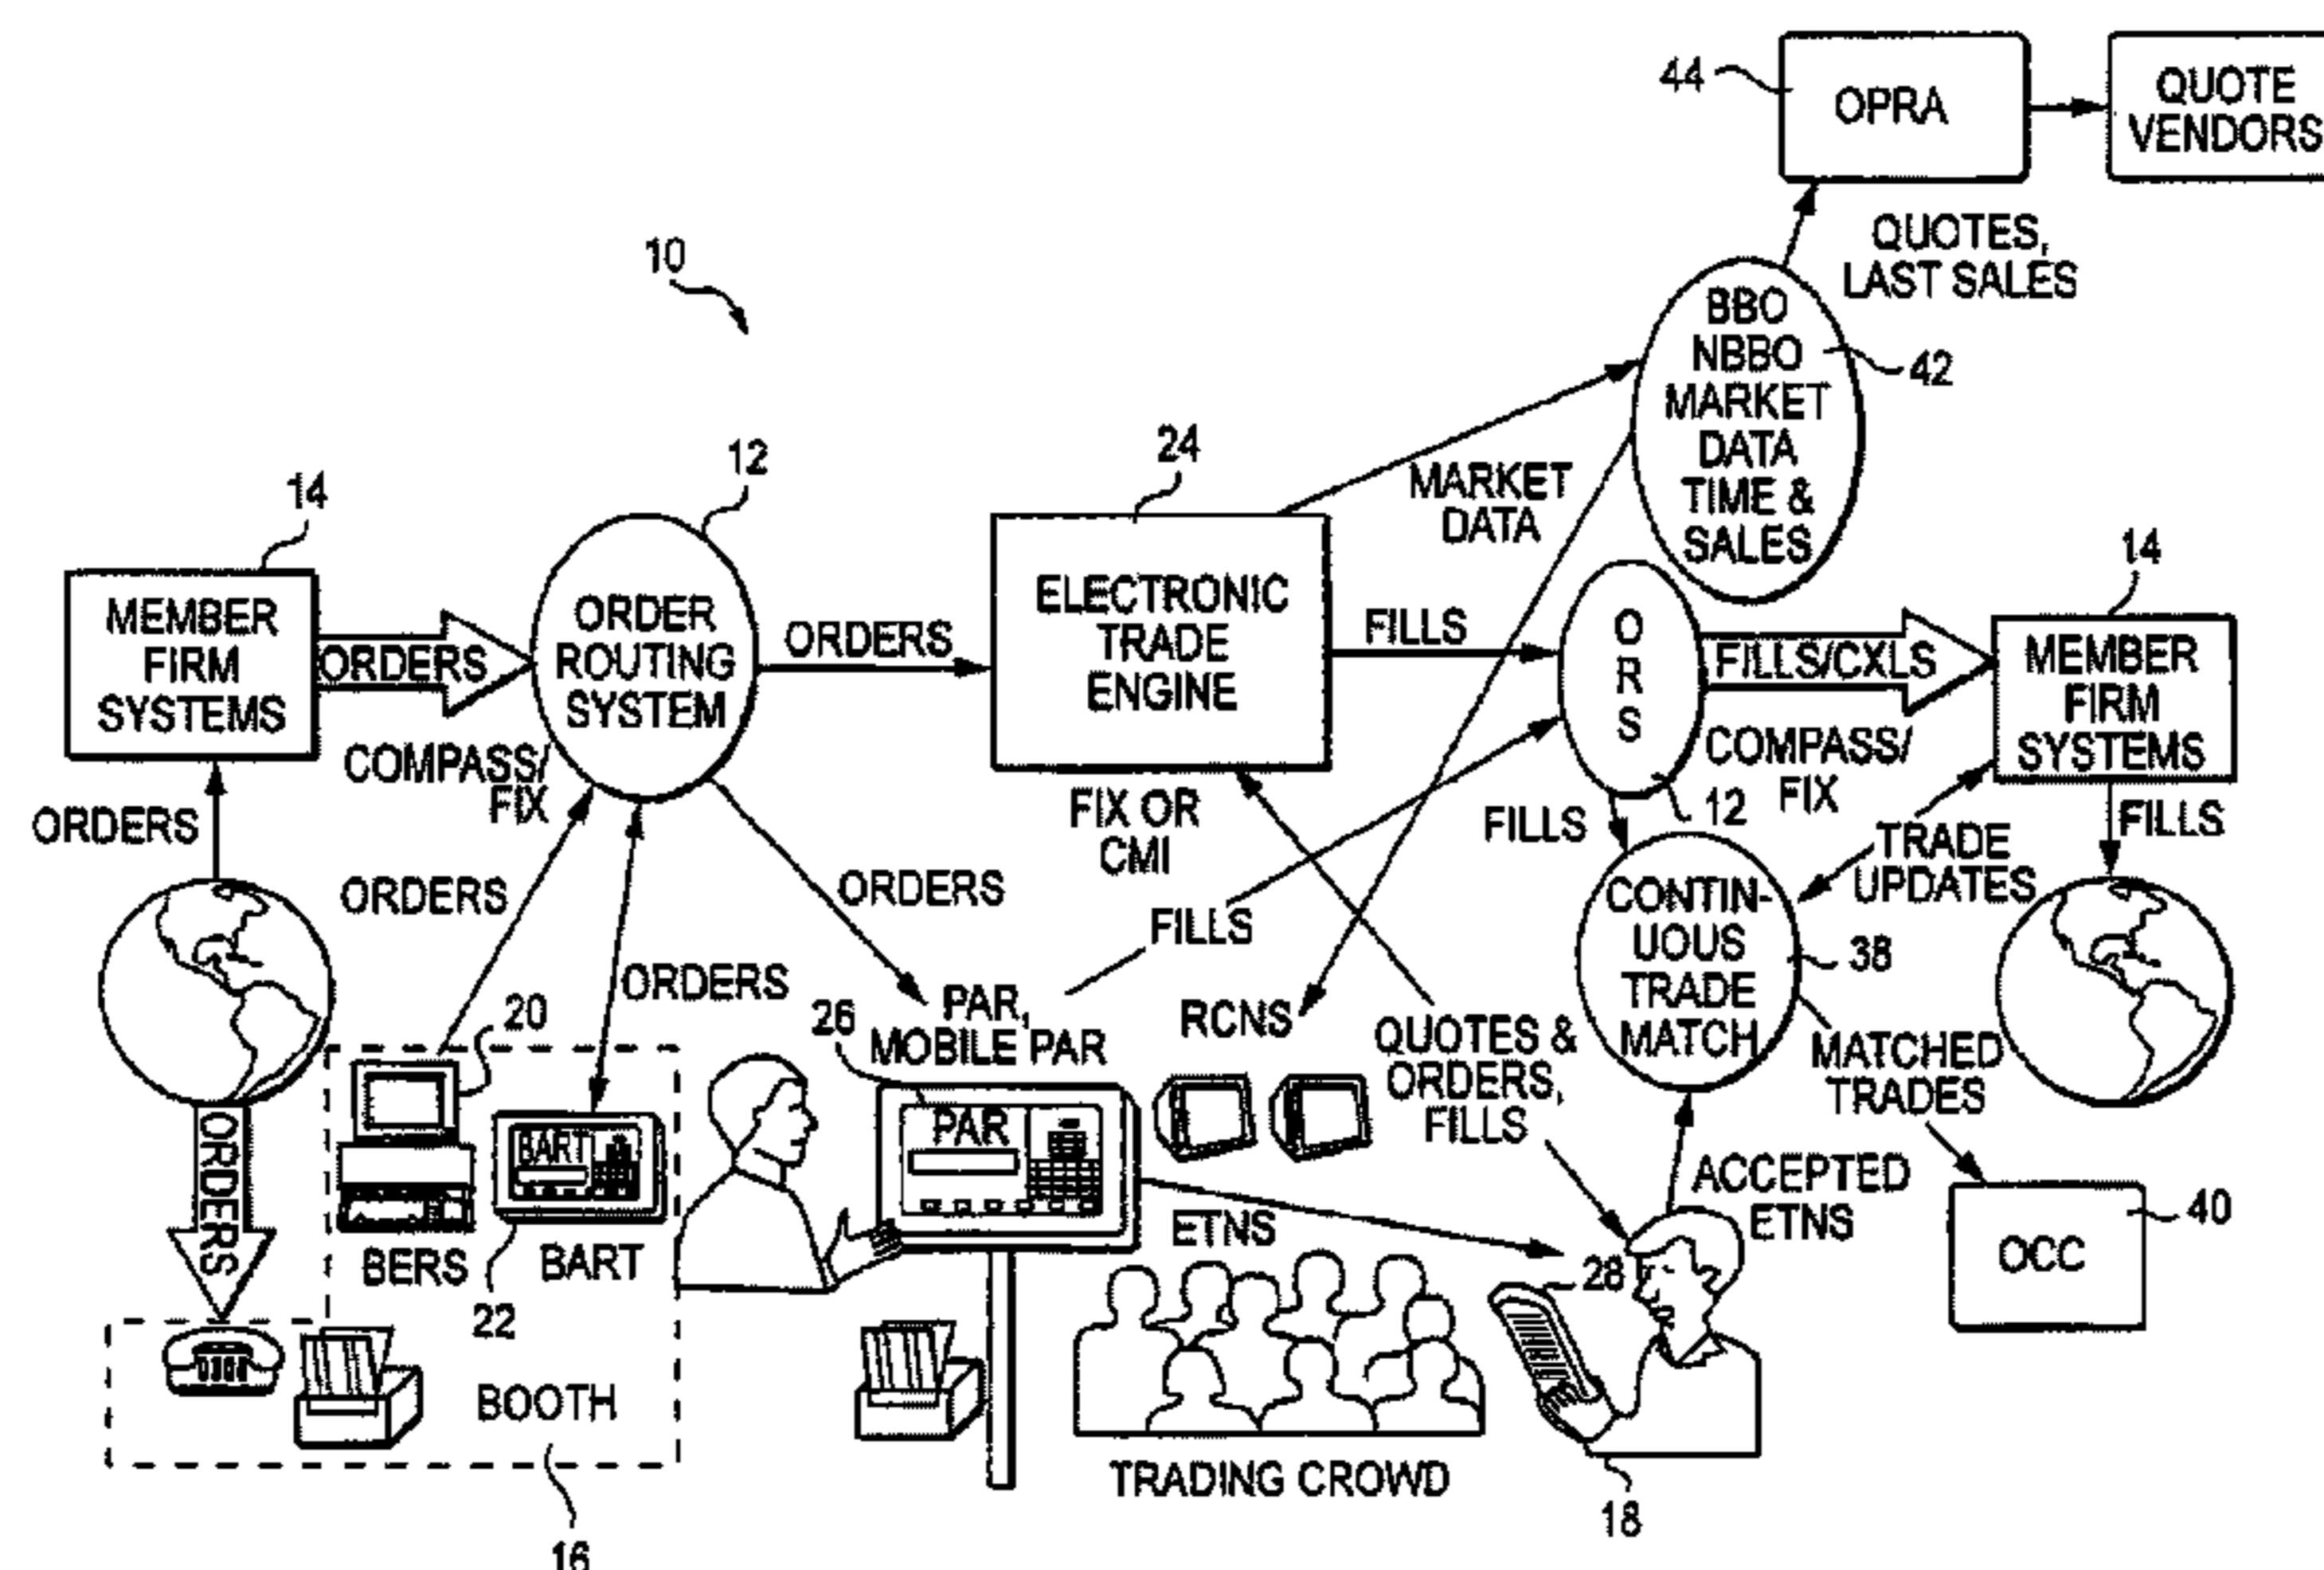 44
OPRA
QUOTE
VENDORS
QUOTES,
LAST SALES
10
BBO
NBBO
MARKET
DATA
TIME &
SALES
42
MARKET
DATA
14
MEMBER
FIRM
SYSTEMS
ORDERS
12
ORDER
ROUTING
SYSTEM
COMPASS/
FIX
ORDERS
24
ELECTRONIC
TRADE
ENGINE
FIX OR
CMI
FILLS
O
R
S
12
FILLS/CXLS
COMPASS/
FIX
14
MEMBER
FIRM
SYSTEMS
FILLS
ORDERS
ORDERS
ORDERS
ORDERS
FILLS
FILLS
TRADE
UPDATES
CONTIN-
UOUS
TRADE
MATCH
38
MATCHED
TRADES
ORDERS
20
BERS
BART
22
BART
26
PAR,
MOBILE PAR
PAR
RCNS
QUOTES &
ORDERS,
FILLS
ETNS
ACCEPTED
ETNS
OCC
40
28
BOOTH
16
TRADING CROWD
18